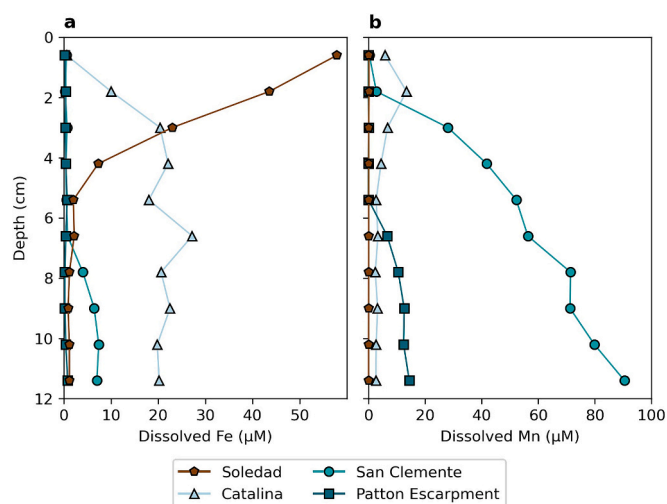 a
b
0
2
4
6
8
10
12
Depth (cm)
0 10 20 30 40 50
0 20 40 60 80 100
Dissolved Fe (μM)
Dissolved Mn (μM)
Soledad
San Clemente
Catalina
Patton Escarpment